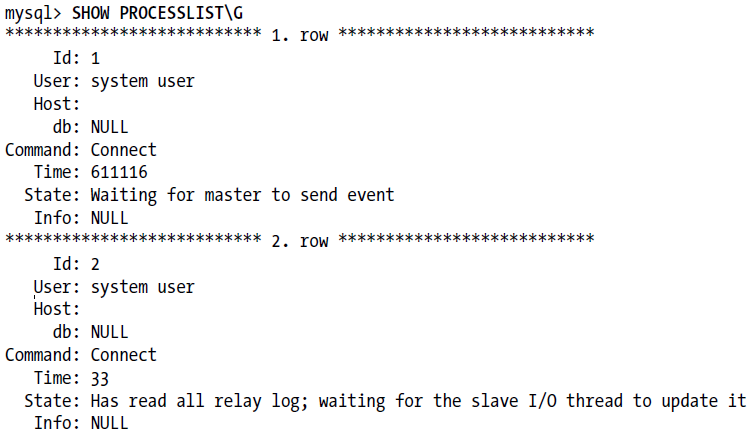 mysql> SHOW PROCESSLIST\G
*************************** 1. row ***************************
Id: 1
User: system user
Host:
db: NULL
Command: Connect
Time: 611116
State: Waiting for master to send event
Info: NULL
*************************** 2. row ***************************
Id: 2
User: system user
Host:
db: NULL
Command: Connect
Time: 33
State: Has read all relay log; waiting for the slave I/O thread to update it
Info: NULL